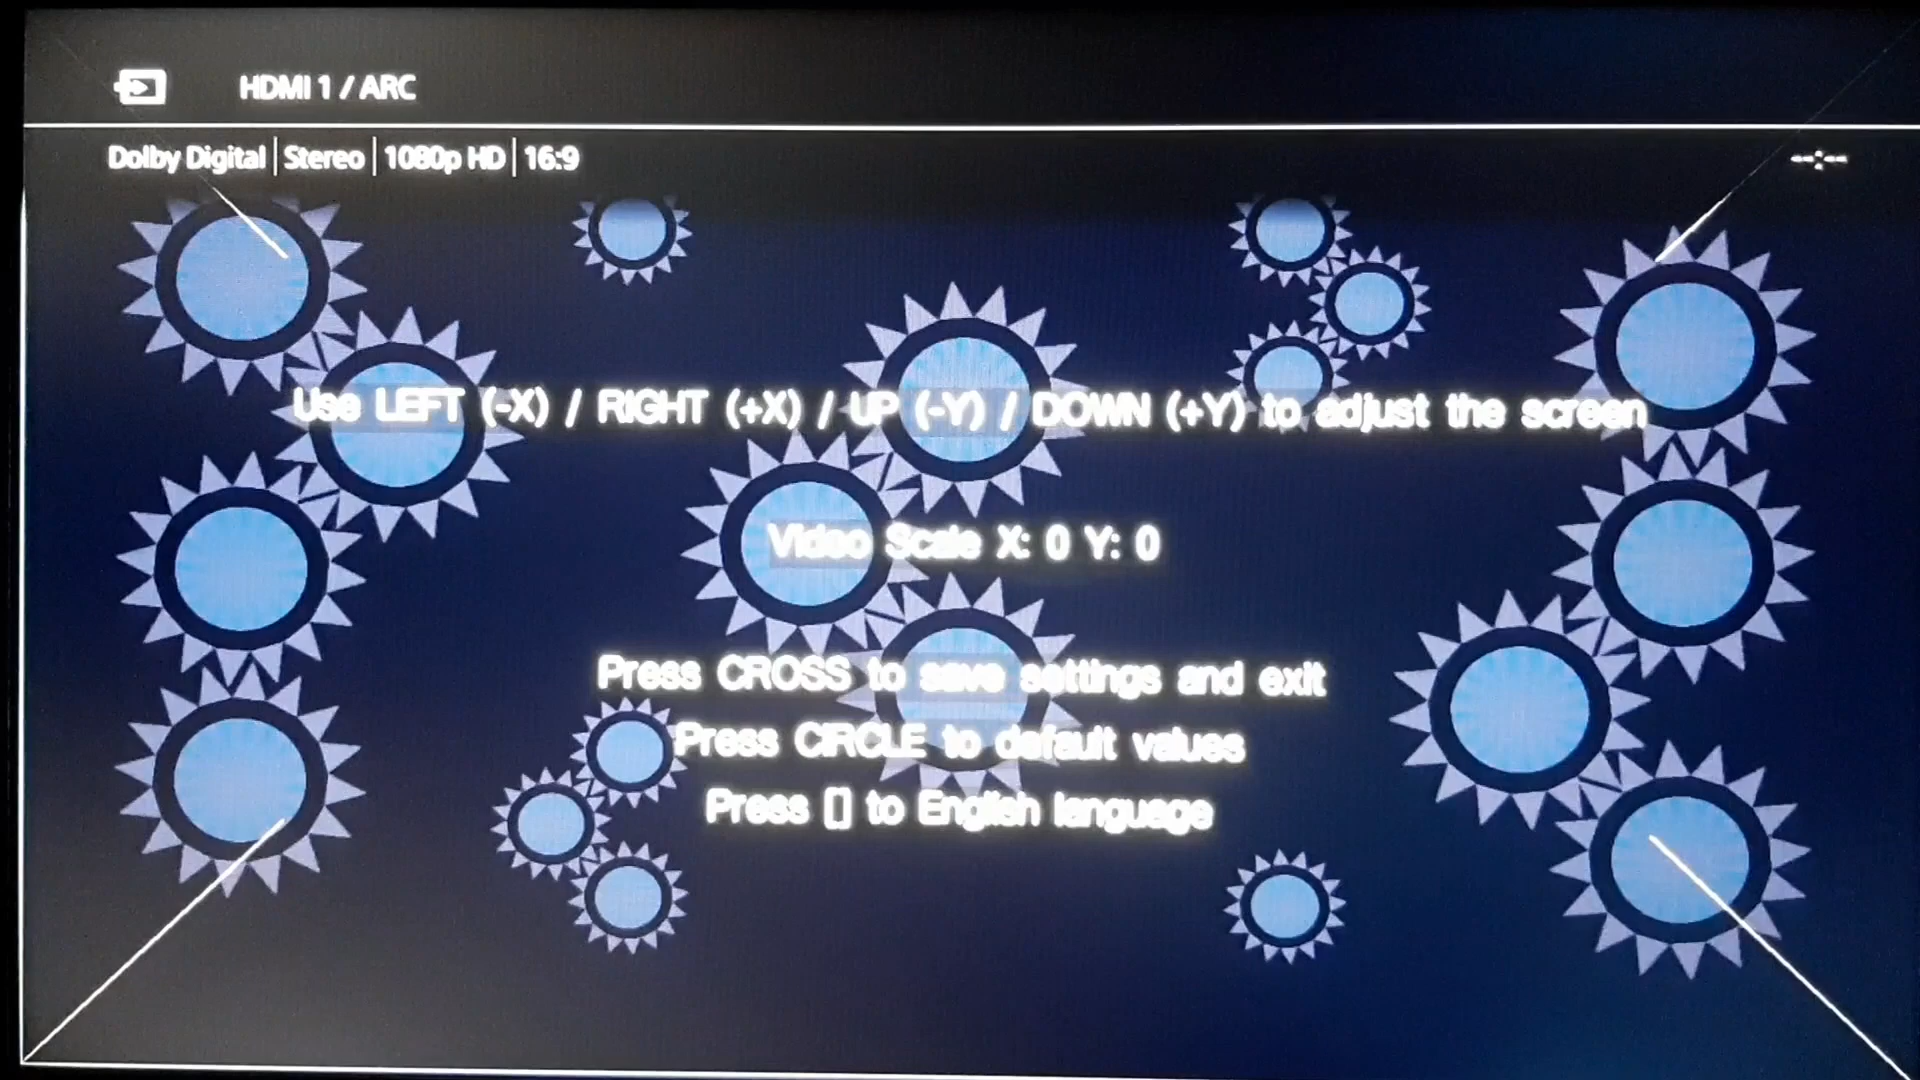 HDMI 1 / ARC
Dolby Digital | Stereo | 1080p HD | 16:9
Use LEFT (-X) / RIGHT (+X) / UP (-Y) / DOWN (+Y) to adjust the screen
Video Scale X: 0 Y: 0
Press CROSS to save settings and exit
Press CIRCLE to default values
Press [] to English language